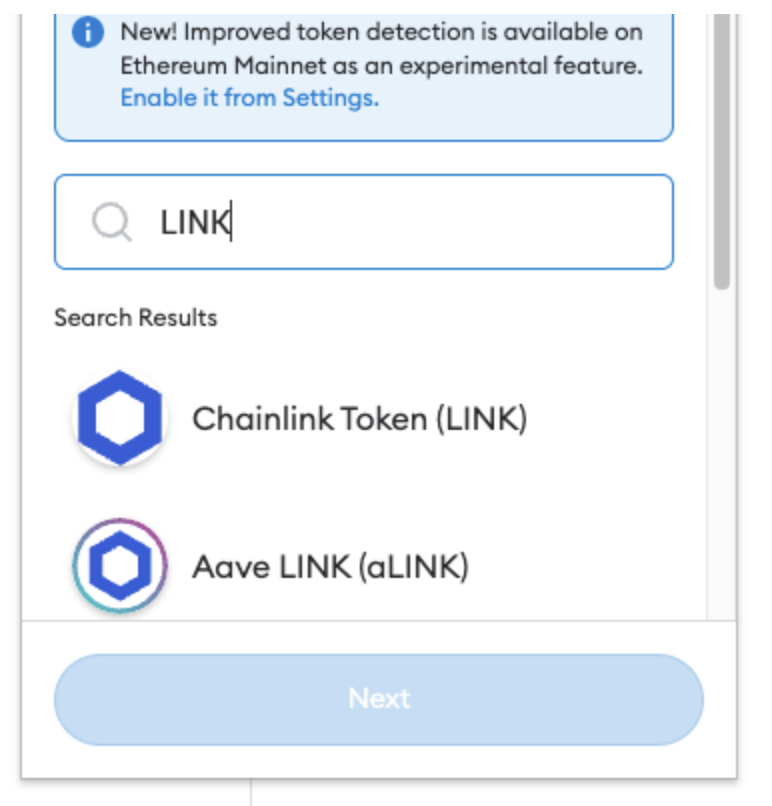 New! Improved token detection is available on
Ethereum Mainnet as an experimental feature.
Enable it from Settings.
LINK
Search Results
Chainlink Token (LINK)
Aave LINK (aLINK)
Next